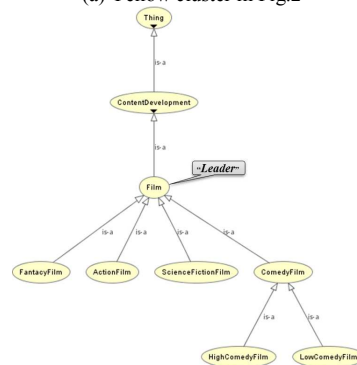 (a) Yellow cluster in Fig.2
Thing
is-a
ContentDevelopment
is-a
"Leader"
Film
is-a
is-a
is-a
is-a
FantacyFilm
ActionFilm
ScienceFictionFilm
ComedyFilm
is-a
is-a
HighComedyFilm
LowComedyFilm